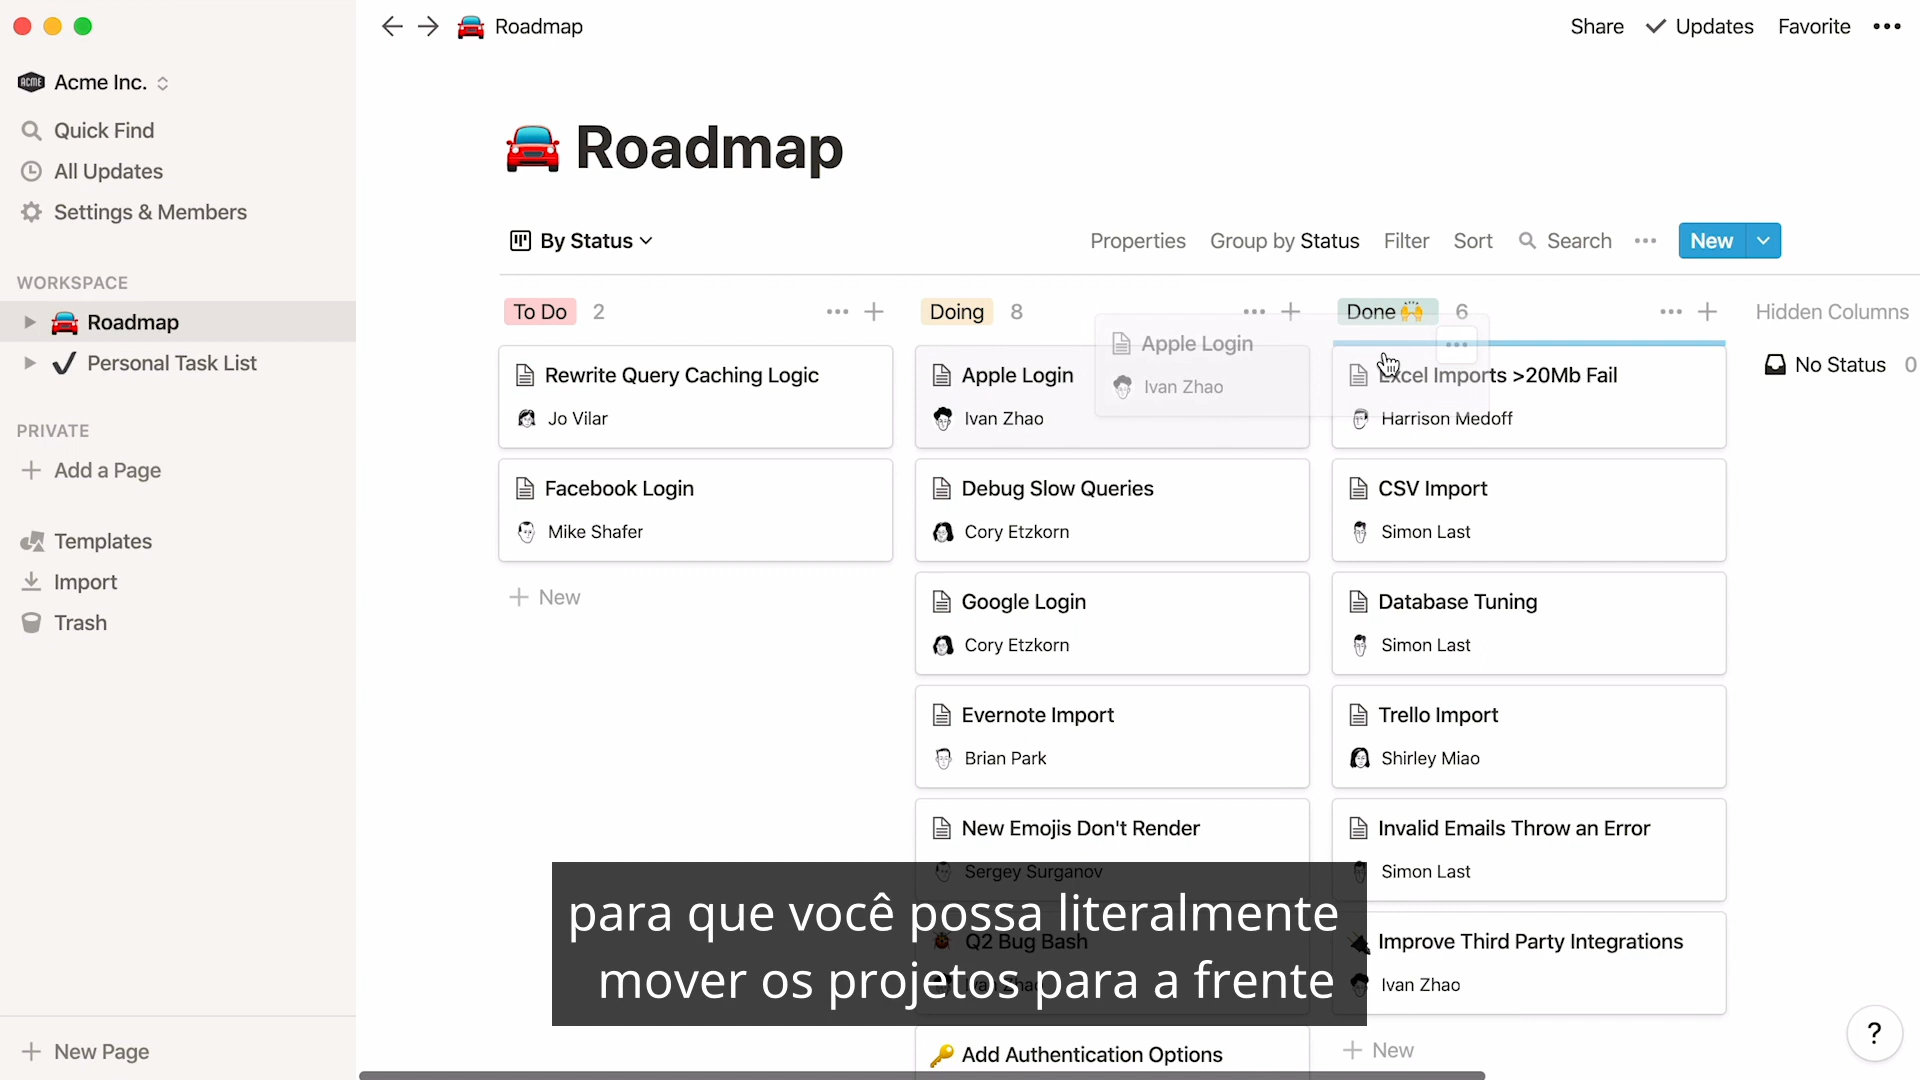 Roadmap
Share
Updates
Favorite
ACME
Acme Inc.
Quick Find
All Updates
Settings & Members
WORKSPACE
Roadmap
Personal Task List
PRIVATE
Add a Page
Templates
Import
Trash
New Page
Roadmap
By Status
Properties
Group by Status
Filter
Sort
Search
New
To Do 2
Rewrite Query Caching Logic
Jo Vilar
Facebook Login
Mike Shafer
New
Doing 8
Apple Login
Ivan Zhao
Apple Login
Ivan Zhao
Debug Slow Queries
Cory Etzkorn
Google Login
Cory Etzkorn
Evernote Import
Brian Park
New Emojis Don't Render
Sergey Surganov
Q2 Bug Bash
Ivan Zhao
Add Authentication Options
Done 🙌 6
Excel Imports >20Mb Fail
Harrison Medoff
CSV Import
Simon Last
Database Tuning
Simon Last
Trello Import
Shirley Miao
Invalid Emails Throw an Error
Simon Last
Improve Third Party Integrations
Ivan Zhao
New
Hidden Columns
No Status 0
para que você possa literalmente
mover os projetos para a frente
?